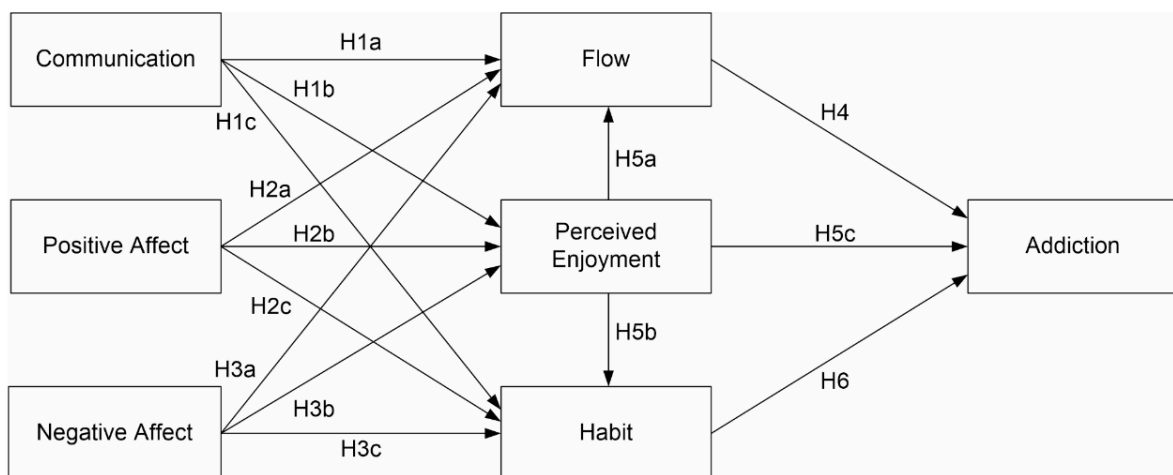 Communication
H1a
Flow
H1b
H1c
H4
H2a
H5a
Positive Affect
H2b
Perceived
Enjoyment
H5c
Addiction
H2c
H5b
H3a
H3b
H6
Negative Affect
H3c
Habit